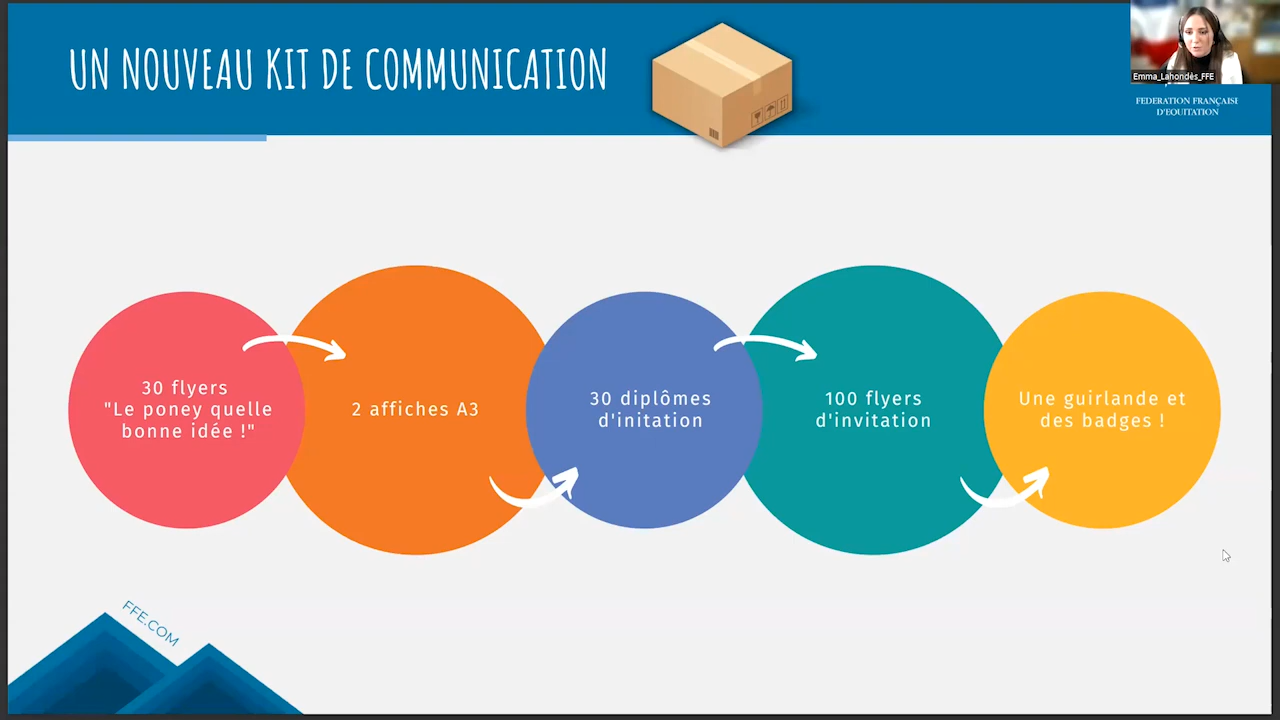 UN NOUVEAU KIT DE COMMUNICATION
Emma_Lahondès_FFE
FEDERATION FRANÇAISE
D'EQUITATION
30 flyers
"Le poney quelle
bonne idée !"
2 affiches A3
30 diplômes
d'initation
100 flyers
d'invitation
Une guirlande et
des badges !
FFE.COM